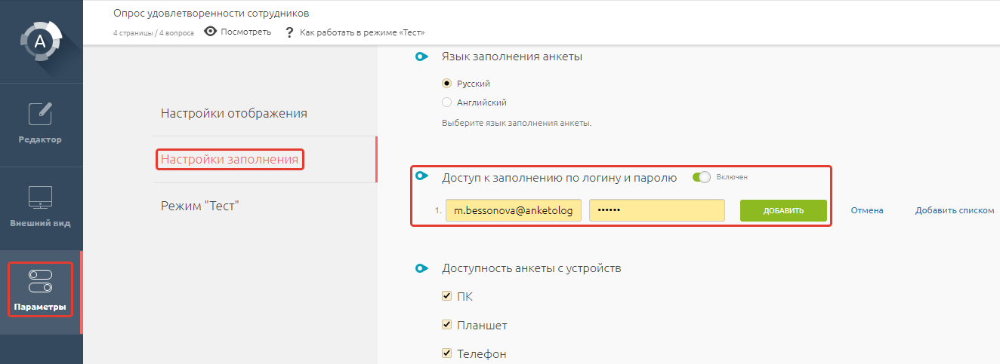 Опрос удовлетворенности сотрудников
4 страницы / 4 вопроса Посмотреть ? Как работать в режиме «Тест»
A
Редактор
Внешний вид
Параметры
Настройки отображения
Настройки заполнения
Режим "Тест"
Язык заполнения анкеты
Русский
Английский
Выберите язык заполнения анкеты.
Доступ к заполнению по логину и паролю Включен
1. m.bessonova@anketolog •••••• ДОБАВИТЬ Отмена Добавить списком
Доступность анкеты с устройств
ПК
Планшет
Телефон